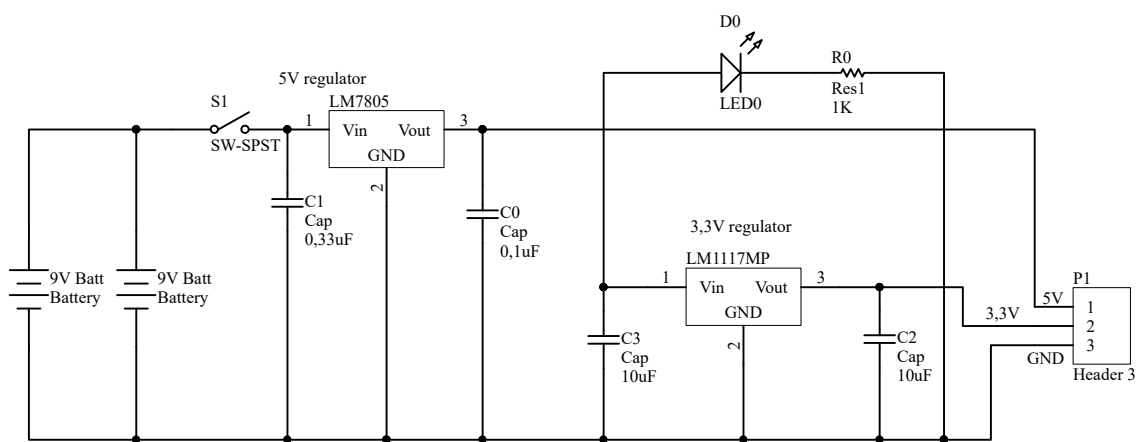 D0
LED0
R0
Res1
1K
5V regulator
LM7805
S1
SW-SPST
1
Vin
Vout
3
GND
2
C1
Cap
0,33uF
C0
Cap
0,1uF
9V Batt
Battery
9V Batt
Battery
3,3V regulator
LM1117MP
1
Vin
Vout
3
GND
2
C3
Cap
10uF
C2
Cap
10uF
P1
5V
1
3,3V
2
GND
3
Header 3